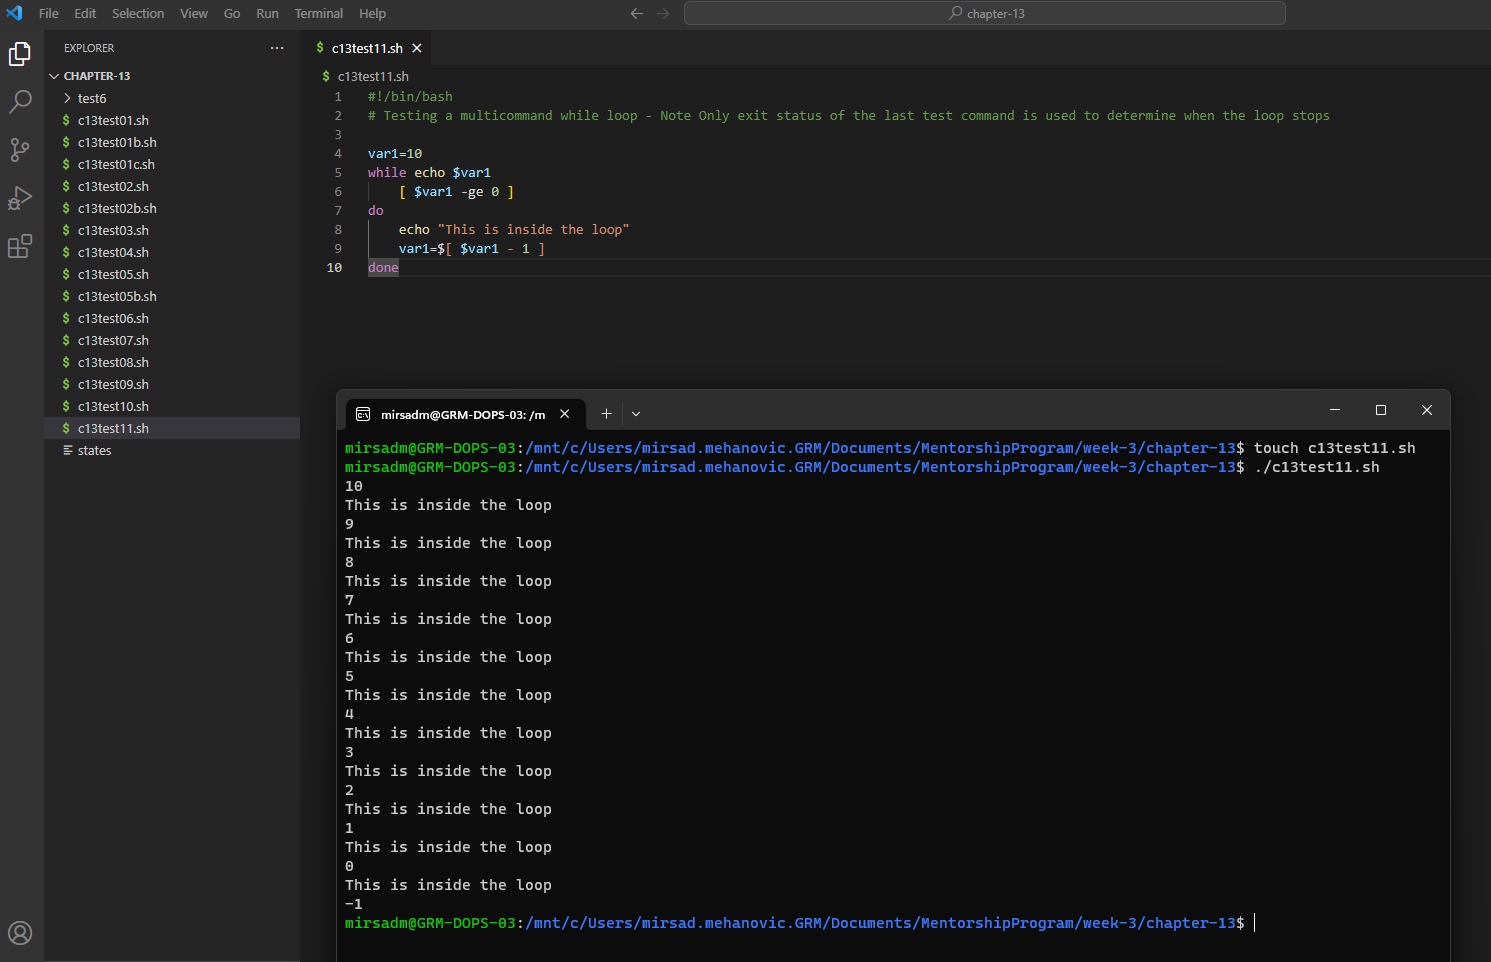 File Edit Selection View Go Run Terminal Help
chapter-13
EXPLORER
CHAPTER-13
test6
c13test01.sh
c13test01b.sh
c13test01c.sh
c13test02.sh
c13test02b.sh
c13test03.sh
c13test04.sh
c13test05.sh
c13test05b.sh
c13test06.sh
c13test07.sh
c13test08.sh
c13test09.sh
c13test10.sh
c13test11.sh
states
$ c13test11.sh
$ c13test11.sh
1 #!/bin/bash
2 # Testing a multicommand while loop - Note Only exit status of the last test command is used to determine when the loop stops
3
4 var1=10
5 while echo $var1
6 [ $var1 -ge 0 ]
7 do
8 echo "This is inside the loop"
9 var1=$[ $var1 - 1 ]
10 done
mirsadm@GRM-DOPS-03: /m
mirsadm@GRM-DOPS-03:/mnt/c/Users/mirsad.mehanovic.GRM/Documents/MentorshipProgram/week-3/chapter-13$ touch c13test11.sh
mirsadm@GRM-DOPS-03:/mnt/c/Users/mirsad.mehanovic.GRM/Documents/MentorshipProgram/week-3/chapter-13$ ./c13test11.sh
10
This is inside the loop
9
This is inside the loop
8
This is inside the loop
7
This is inside the loop
6
This is inside the loop
5
This is inside the loop
4
This is inside the loop
3
This is inside the loop
2
This is inside the loop
1
This is inside the loop
0
This is inside the loop
-1
mirsadm@GRM-DOPS-03:/mnt/c/Users/mirsad.mehanovic.GRM/Documents/MentorshipProgram/week-3/chapter-13$